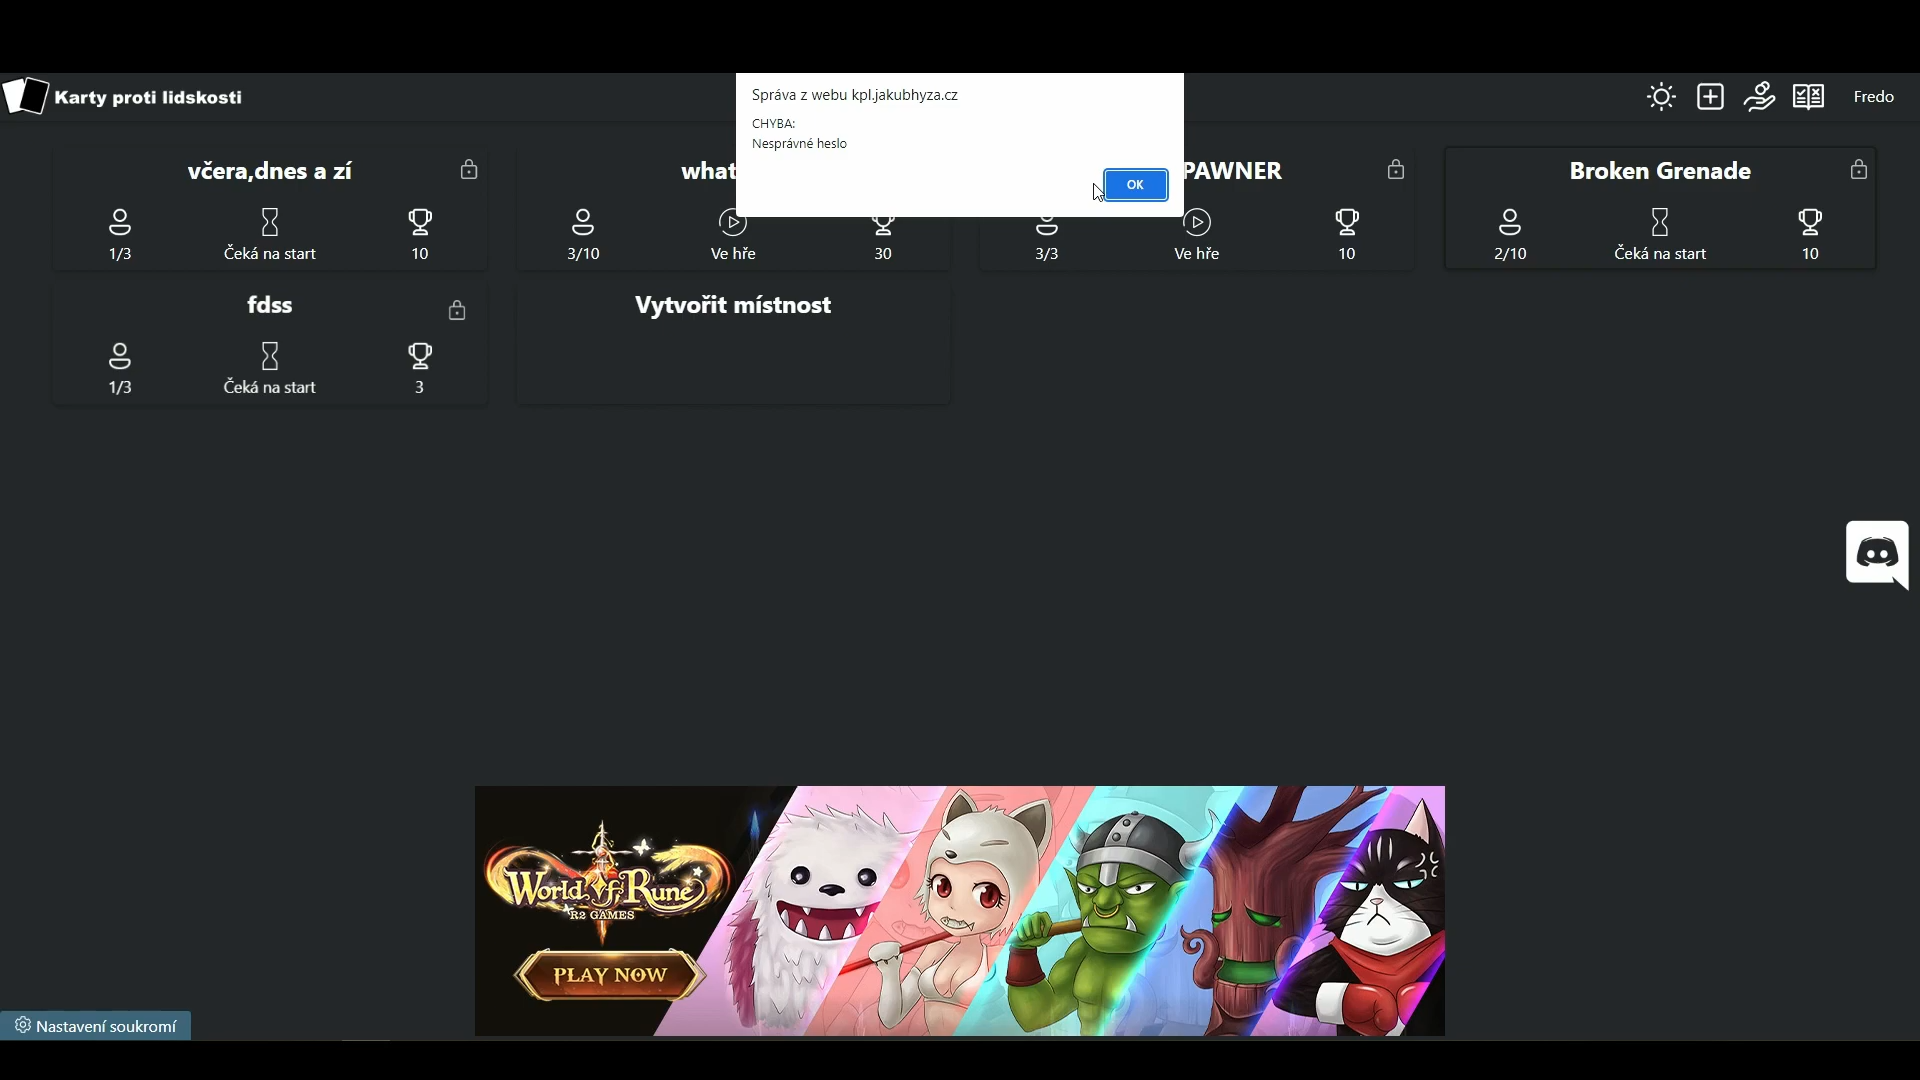 Karty proti lidskosti
Správa z webu kpl.jakubhyza.cz
CHYBA:
Nesprávné heslo
OK
Fredo
včera,dnes a zí
1/3
Čeká na start
10
what
3/10
Ve hře
30
PAWNER
3/3
Ve hře
10
Broken Grenade
2/10
Čeká na start
10
fdss
1/3
Čeká na start
3
Vytvořit místnost
World of Rune
R2 GAMES
PLAY NOW
Nastavení soukromí